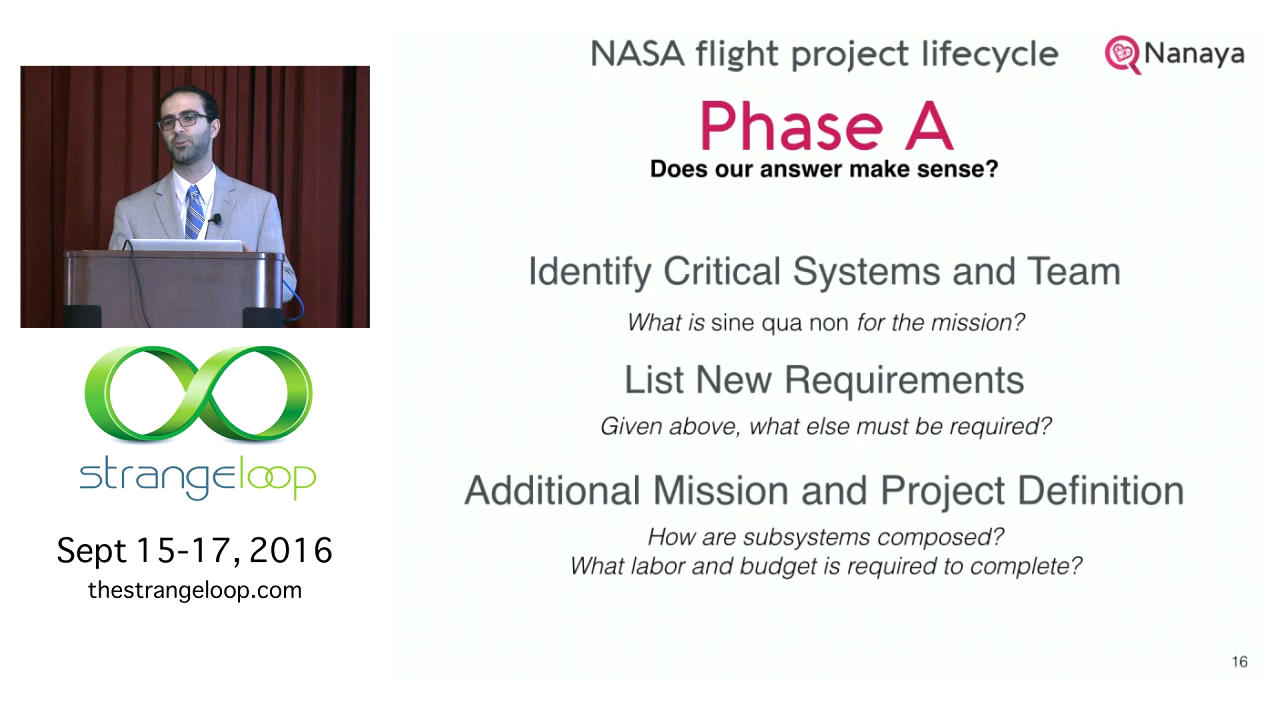 NASA flight project lifecycle
Nanaya
Phase A
Does our answer make sense?
Identify Critical Systems and Team
What is sine qua non for the mission?
List New Requirements
Given above, what else must be required?
Additional Mission and Project Definition
How are subsystems composed?
What labor and budget is required to complete?
16
strangeloop
Sept 15-17, 2016
thestrangeloop.com